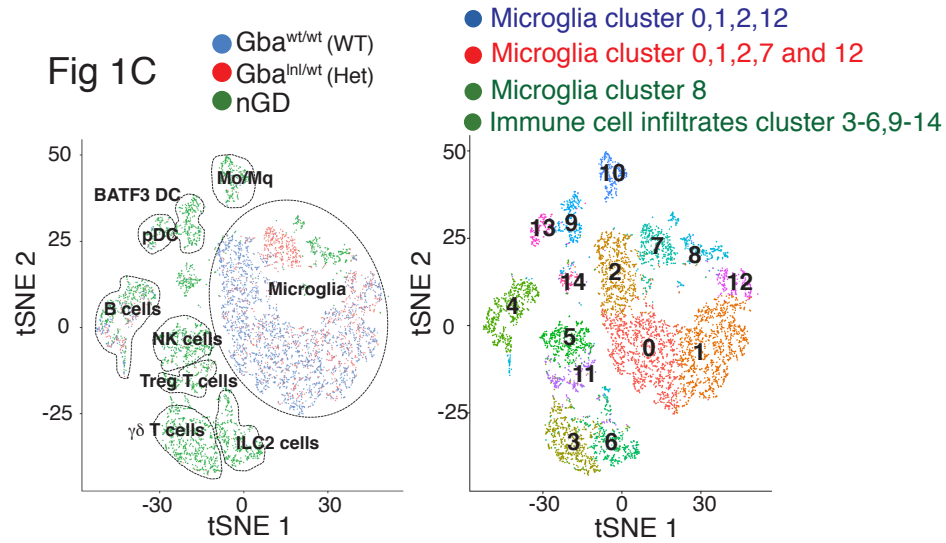 Fig 1C
Gba^wt/wt (WT)
Gba^lnl/wt (Het)
nGD
Microglia cluster 0,1,2,12
Microglia cluster 0,1,2,7 and 12
Microglia cluster 8
Immune cell infiltrates cluster 3-6,9-14
50
25
0
-25
-30
0
30
tSNE 2
tSNE 1
Mo/Mq
BATF3 DC
pDC
Microglia
B cells
NK cells
Treg T cells
γδ T cells
ILC2 cells
50
25
0
-25
-30
0
30
tSNE 2
tSNE 1
10
13
9
7
8
2
14
12
4
5
0
1
11
3
6